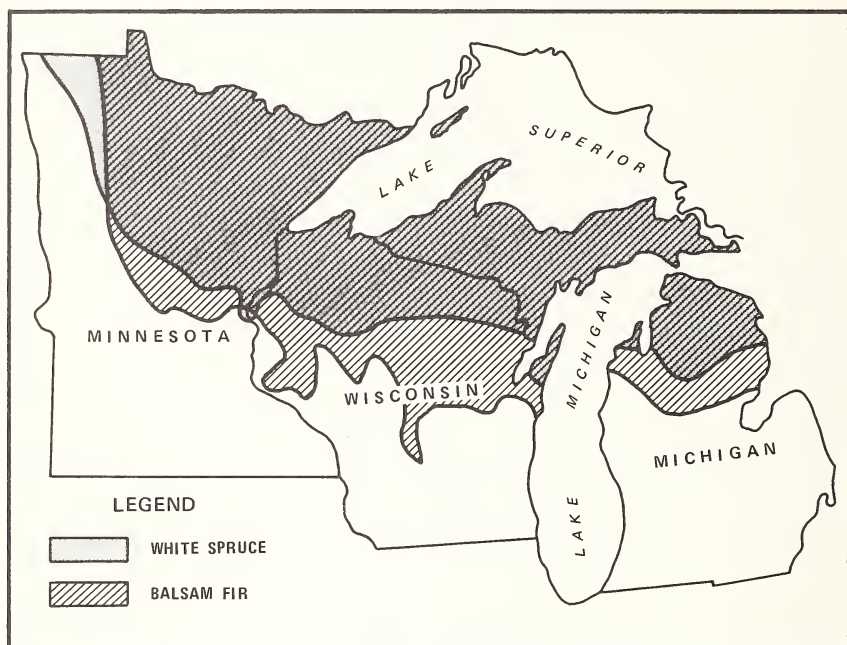 LAKE SUPERIOR
MINNESOTA
WISCONSIN
LAKE MICHIGAN
MICHIGAN
LEGEND
WHITE SPRUCE
BALSAM FIR